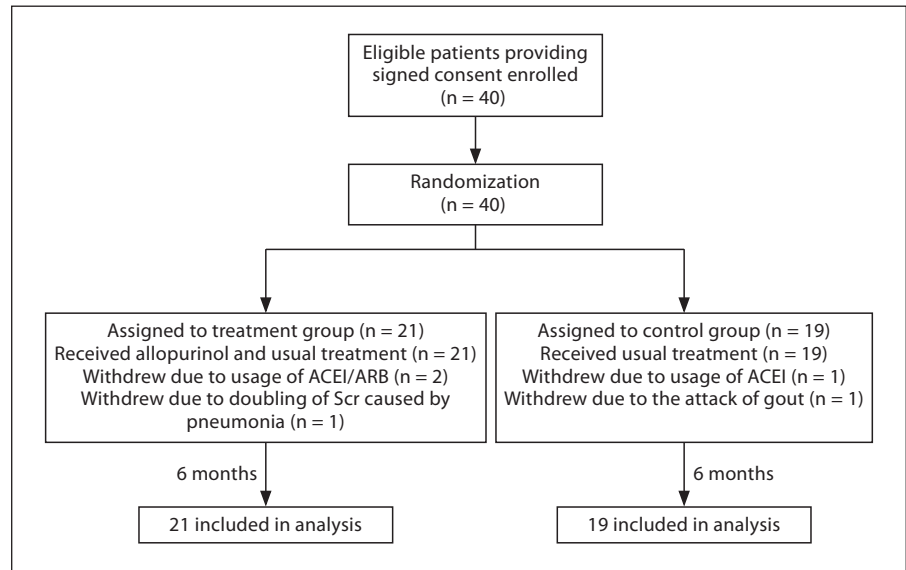 Eligible patients providing
signed consent enrolled
(n = 40)
Randomization
(n = 40)
Assigned to treatment group (n = 21)
Received allopurinol and usual treatment (n = 21)
Withdrew due to usage of ACEI/ARB (n = 2)
Withdrew due to doubling of Scr caused by
pneumonia (n = 1)
Assigned to control group (n = 19)
Received usual treatment (n = 19)
Withdrew due to usage of ACEI (n = 1)
Withdrew due to the attack of gout (n = 1)
6 months
6 months
21 included in analysis
19 included in analysis